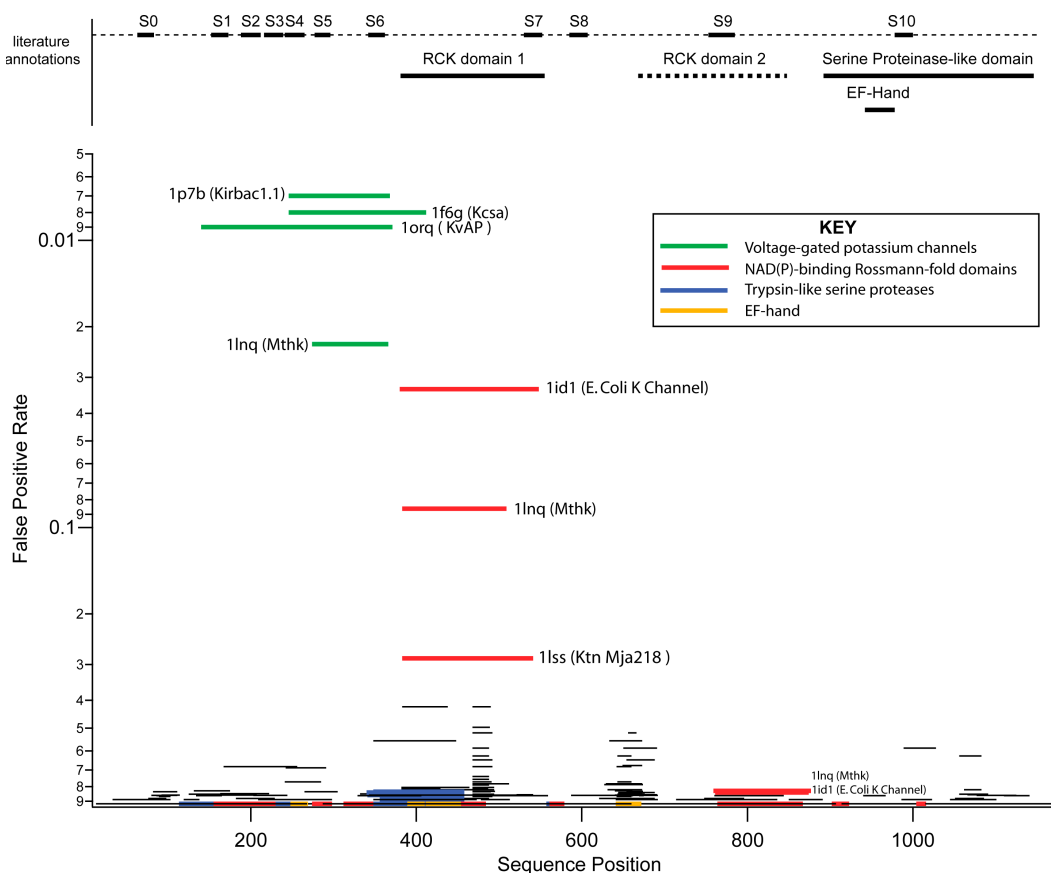 S0 S1 S2 S3 S4 S5 S6 S7 S8 S9 S10
literature
annotations
RCK domain 1 RCK domain 2 Serine Proteinase-like domain
EF-Hand
5
6
7
8
9
0.01
2
3
4
5
6
7
8
9
0.1
2
3
4
5
6
7
8
9
False Positive Rate
1p7b (Kirbac1.1)
1f6g (Kcsa)
1orq ( KvAP )
1lnq (Mthk)
1id1 (E. Coli K Channel)
1lnq (Mthk)
1lss (Ktn Mja218 )
1lnq (Mthk)
1id1 (E. Coli K Channel)
KEY
Voltage-gated potassium channels
NAD(P)-binding Rossmann-fold domains
Trypsin-like serine proteases
EF-hand
200 400 600 800 1000
Sequence Position